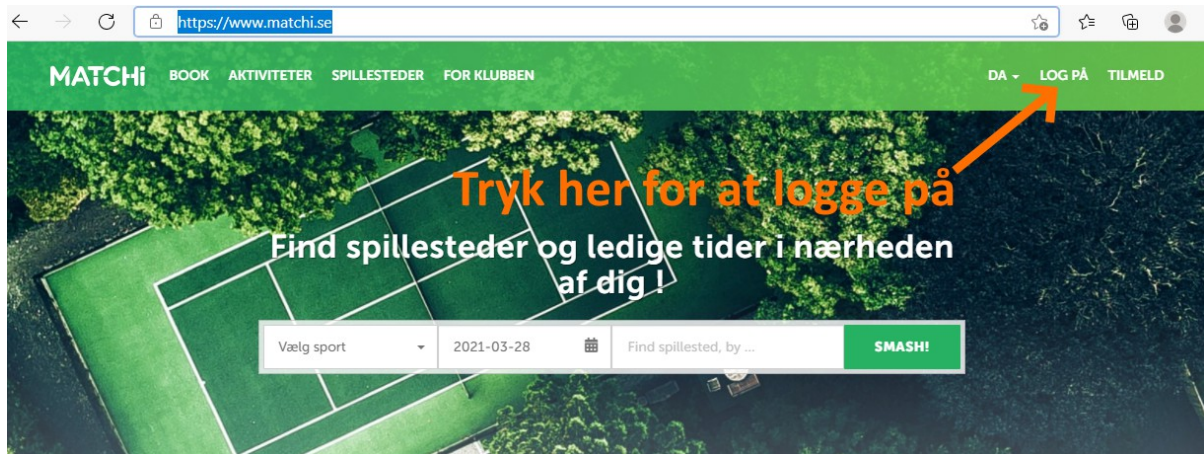 https://www.matchi.se
MATCHi BOOK AKTIVITETER SPILLESTEDER FOR KLUBBEN DA LOG PÅ TILMELD
Tryk her for at logge på
Find spillesteder og ledige tider i nærheden
af dig !
Vælg sport 2021-03-28 Find spillested, by ... SMASH!